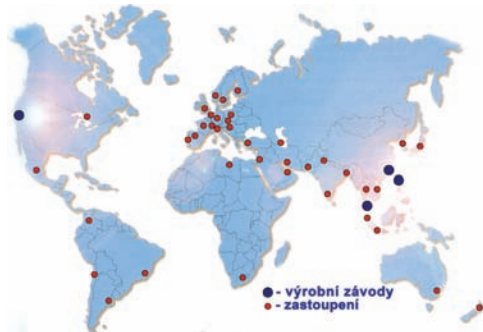 - výrobní závody
- zastoupení